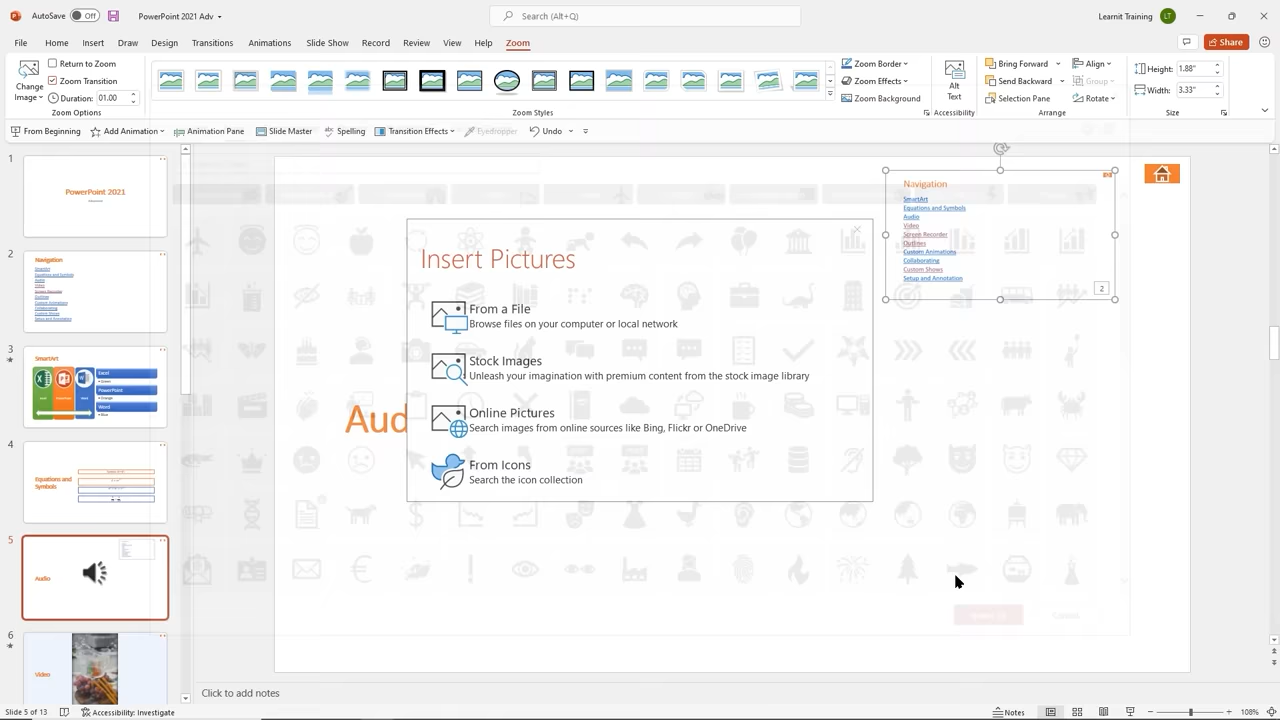 AutoSave Off PowerPoint 2021 Adv Search (Alt+Q) Learnit Training LT
File Home Insert Draw Design Transitions Animations Slide Show Record Review View Help Zoom Share
Change Image
Return to Zoom
Zoom Transition
Duration: 01.00
Zoom Options
Zoom Styles
Zoom Border
Zoom Effects
Zoom Background
Alt Text
Accessibility
Bring Forward
Send Backward
Selection Pane
Align
Group
Rotate
Arrange
Height: 1.88"
Width: 3.33"
Size
From Beginning Add Animation Animation Pane Slide Master Spelling Transition Effects Eyedropper Undo
1
PowerPoint 2021
2
Navigation
3
SmartArt
Excel
PowerPoint
Word
4
Equations and
Symbols
5
Audio
6
Video
Navigation
SmartArt
Equations and Symbols
Audio
Video
Screen Recorder
Outlines
Custom Animations
Collaborating
Custom Shows
Setup and Annotation
2
Aud
Insert Pictures
From a File
Browse files on your computer or local network
Stock Images
Unleash your imagination with premium content from the stock image library
Online Pictures
Search images from online sources like Bing, Flickr or OneDrive
From Icons
Search the icon collection
Click to add notes
Slide 5 of 13 Accessibility: Investigate Notes 108%